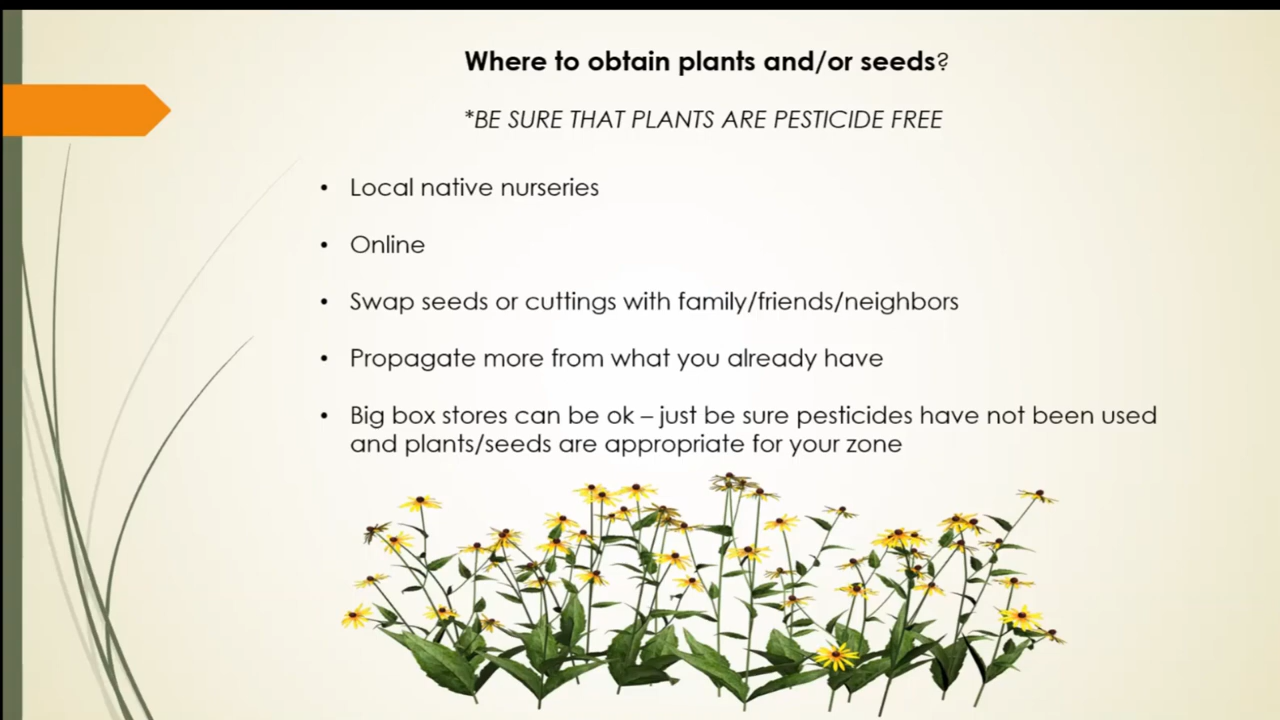 Where to obtain plants and/or seeds?
*BE SURE THAT PLANTS ARE PESTICIDE FREE
• Local native nurseries
• Online
• Swap seeds or cuttings with family/friends/neighbors
• Propagate more from what you already have
• Big box stores can be ok – just be sure pesticides have not been used
and plants/seeds are appropriate for your zone